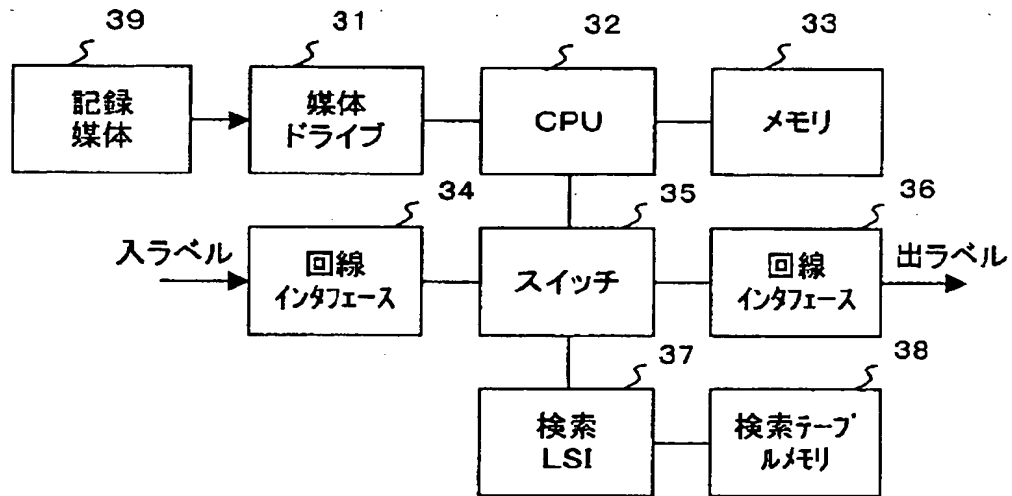 39
31
32
33
記録
媒体
媒体
ドライブ
CPU
メモリ
34
35
36
入ラベル
回線
インタフェース
スイッチ
回線
インタフェース
出ラベル
37
38
検索
LSI
検索テーブ
ルメモリ